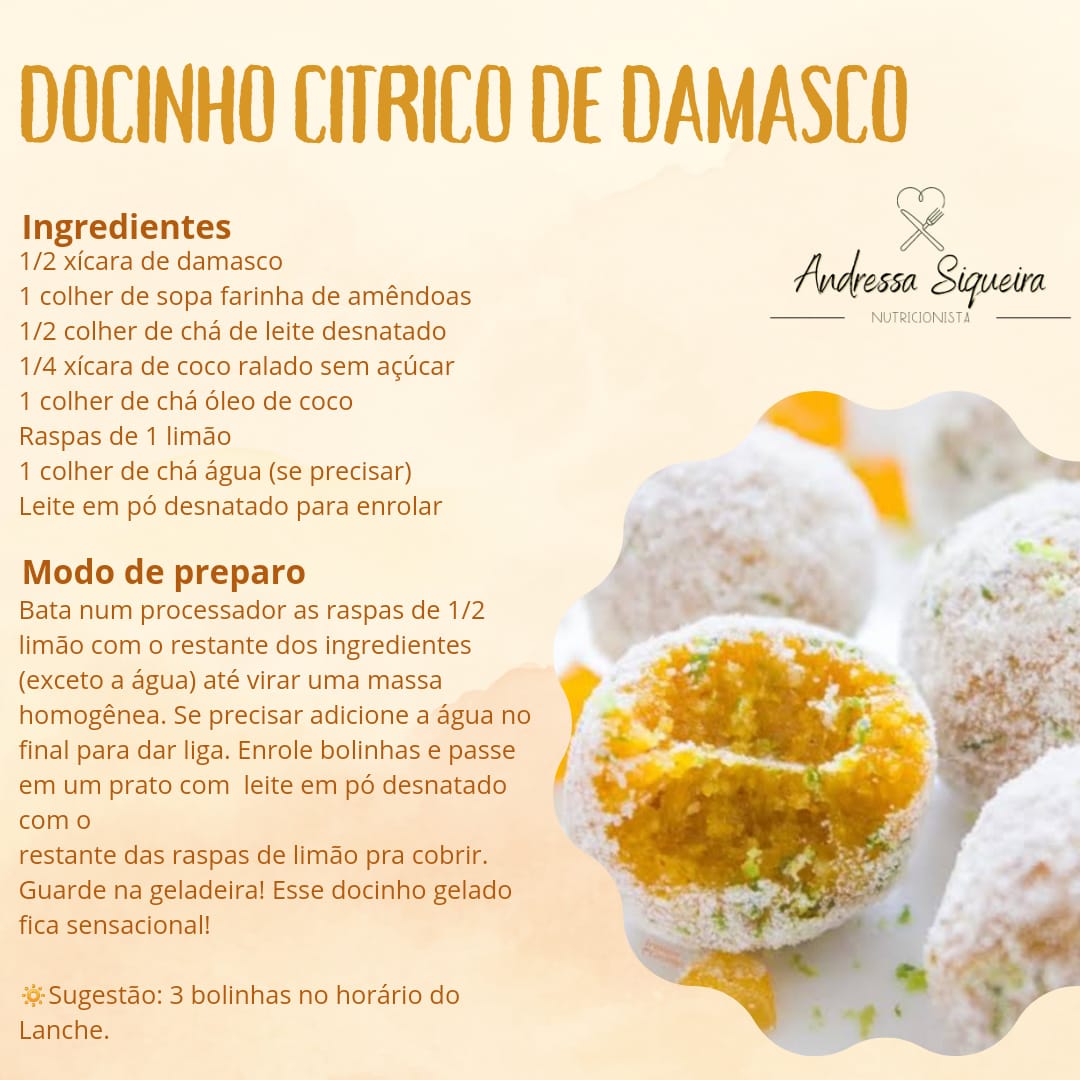 DOCINHO CITRICO DE DAMASCO
Andressa Siqueira
NUTRICIONISTA
Ingredientes
1/2 xícara de damasco
1 colher de sopa farinha de amêndoas
1/2 colher de chá de leite desnatado
1/4 xícara de coco ralado sem açúcar
1 colher de chá óleo de coco
Raspas de 1 limão
1 colher de chá água (se precisar)
Leite em pó desnatado para enrolar
Modo de preparo
Bata num processador as raspas de 1/2
limão com o restante dos ingredientes
(exceto a água) até virar uma massa
homogênea. Se precisar adicione a água no
final para dar liga. Enrole bolinhas e passe
em um prato com  leite em pó desnatado
com o
restante das raspas de limão pra cobrir.
Guarde na geladeira! Esse docinho gelado
fica sensacional!
🔆Sugestão: 3 bolinhas no horário do
Lanche.